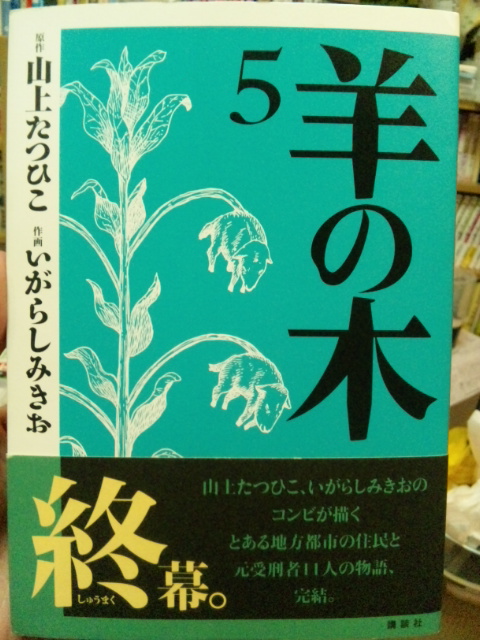 羊の木
5
原作
山上たつひこ
作画
いがらしみきお
終幕。
しゅうまく
山上たつひこ、いがらしみきおの
コンビが描く
とある地方都市の住民と
元受刑者11人の物語、
完結。
講談社